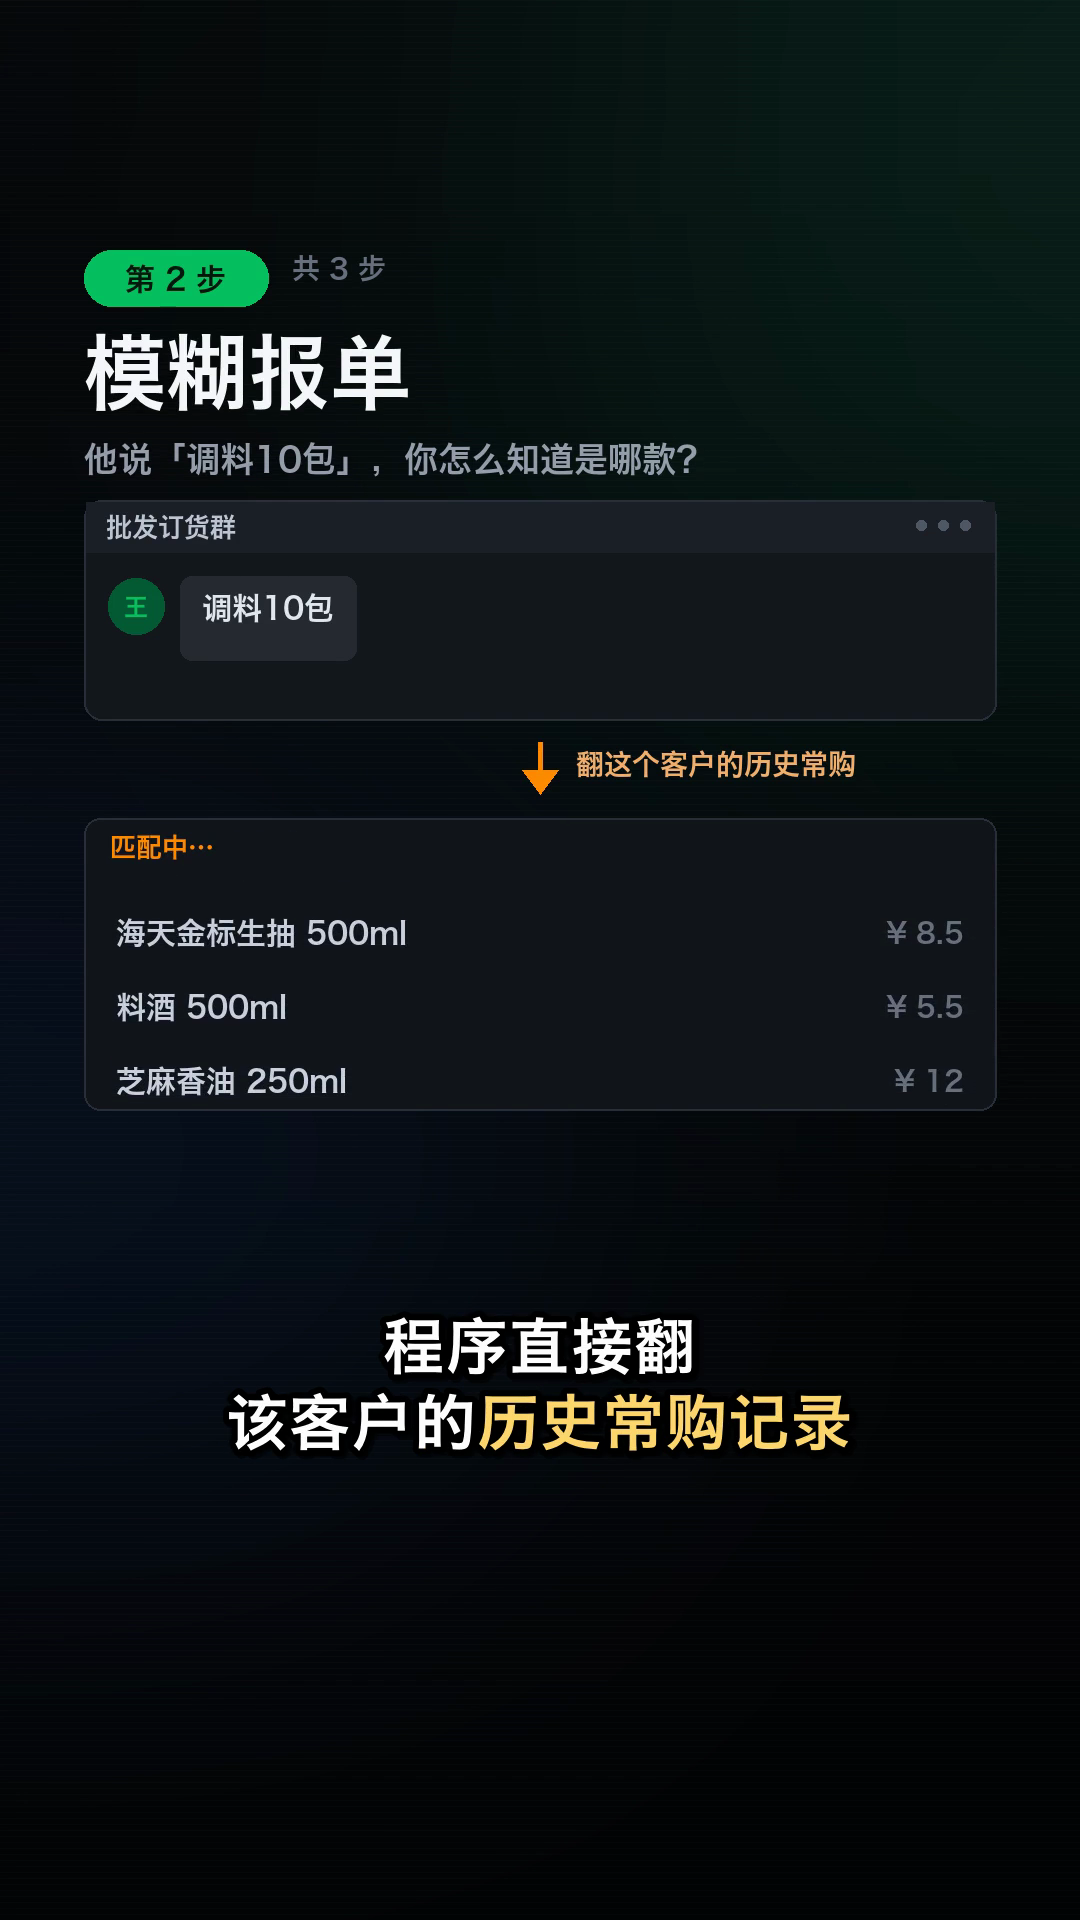 第 2 步 共 3 步
模糊报单
他说「调料10包」，你怎么知道是哪款？
批发订货群
王 调料10包
翻这个客户的历史常购
匹配中…
海天金标生抽 500ml ¥ 8.5
料酒 500ml ¥ 5.5
芝麻香油 250ml ¥ 12
程序直接翻
该客户的历史常购记录